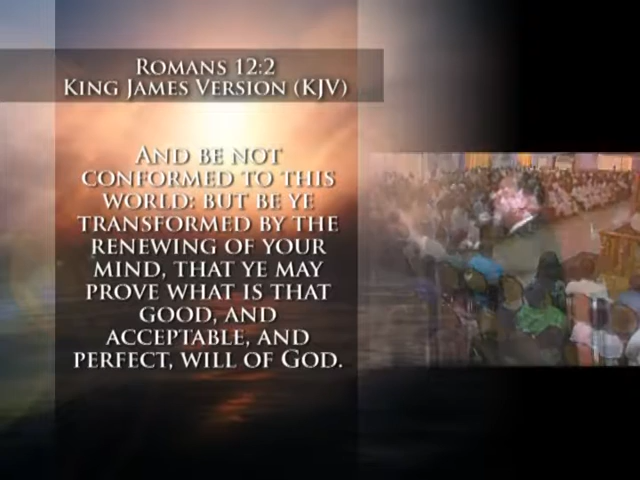 Romans 12:2
King James Version (KJV)
And be not
conformed to this
world: but be ye
transformed by the
renewing of your
mind, that ye may
prove what is that
good, and
acceptable, and
perfect, will of God.